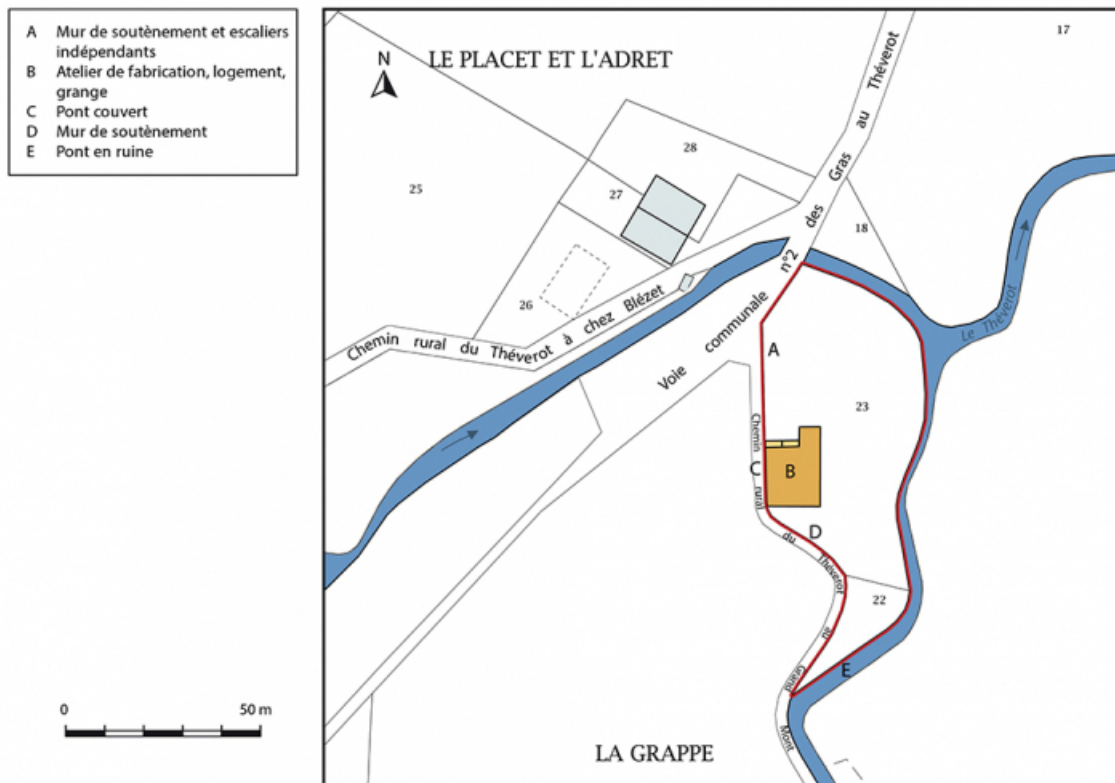 A Mur de soutènement et escaliers
indépendants
B Atelier de fabrication, logement,
grange
C Pont couvert
D Mur de soutènement
E Pont en ruine
N
LE PLACET ET L'ADRET
17
28
25
27
18
26
Voie communale n°2 des Gras au Théverot
Chemin rural du Théverot à chez Blézet
Le Théverot
A
23
C
B
D
22
E
Chemin rural du Théverot au Grand Mont
0 50 m
LA GRAPPE